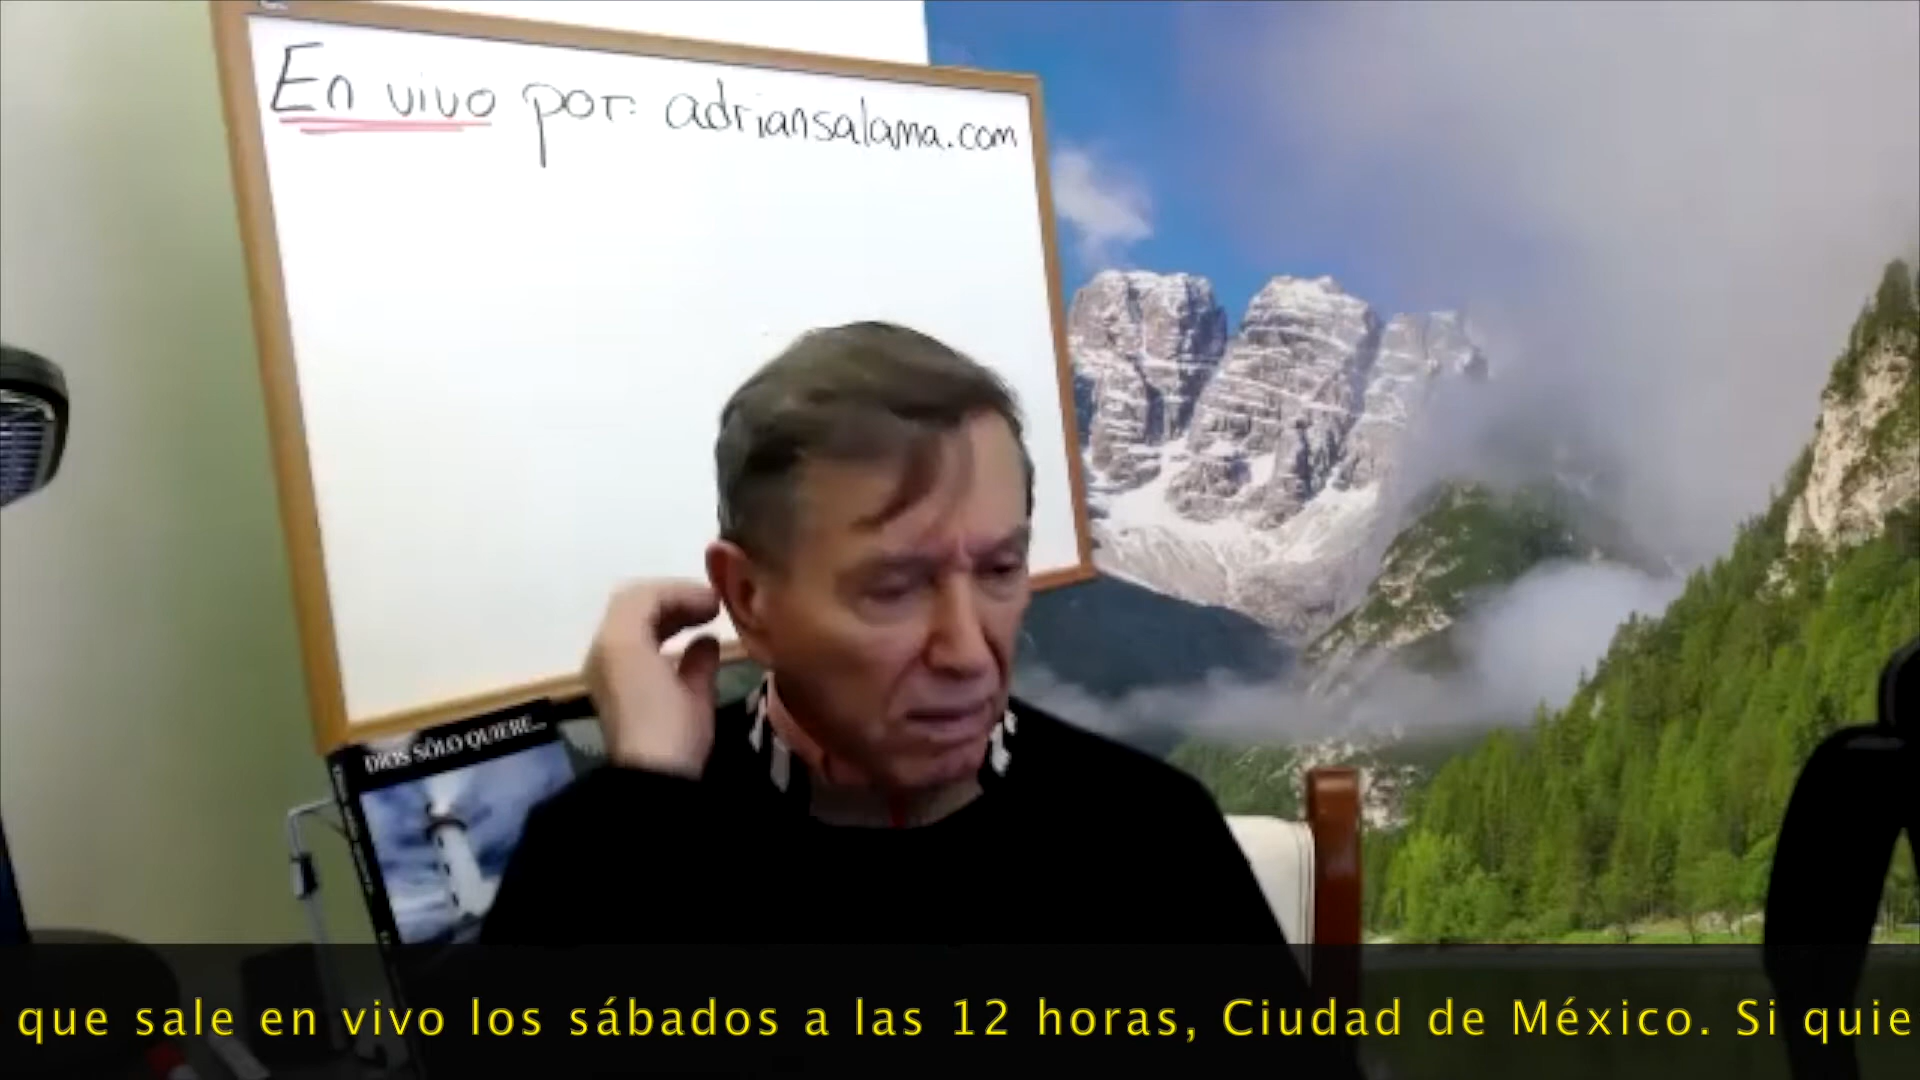 En vivo por: adriansalama.com
DIOS SÓLO QUIERE...
que sale en vivo los sábados a las 12 horas, Ciudad de México. Si quie